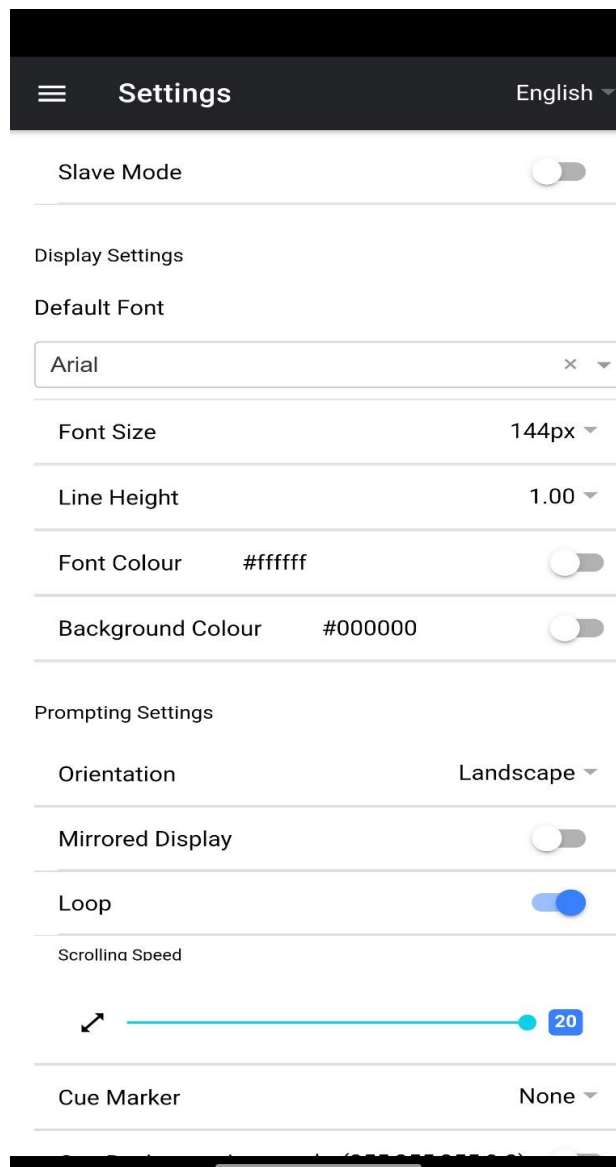 Settings
English
Slave Mode
Display Settings
Default Font
Arial
Font Size 144px
Line Height 1.00
Font Colour #ffffff
Background Colour #000000
Prompting Settings
Orientation Landscape
Mirrored Display
Loop
Scrolling Speed
20
Cue Marker None